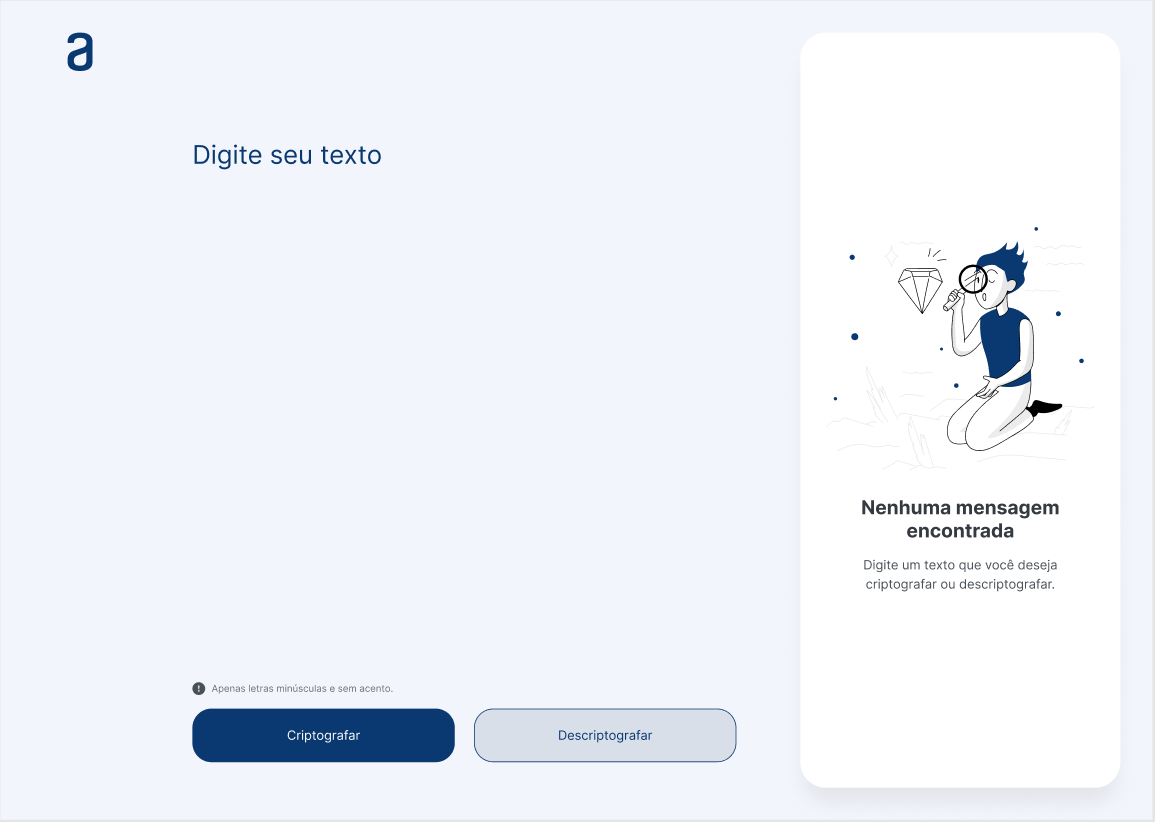 a
Digite seu texto
Nenhuma mensagem
encontrada
Digite um texto que você deseja
criptografar ou descriptografar.
! Apenas letras minúsculas e sem acento.
Criptografar
Descriptografar